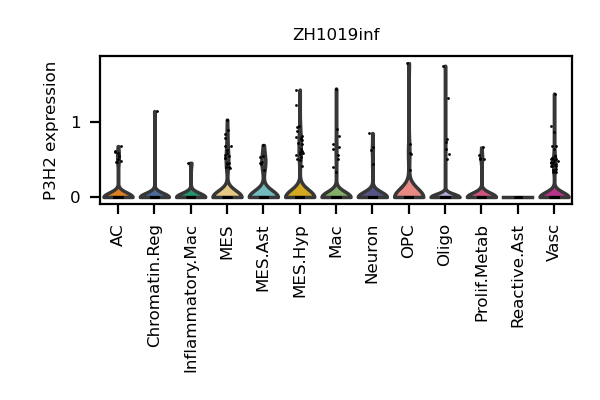 ZH1019inf
P3H2 expression
1
0
AC
Chromatin.Reg
Inflammatory.Mac
MES
MES.Ast
MES.Hyp
Mac
Neuron
OPC
Oligo
Prolif.Metab
Reactive.Ast
Vasc